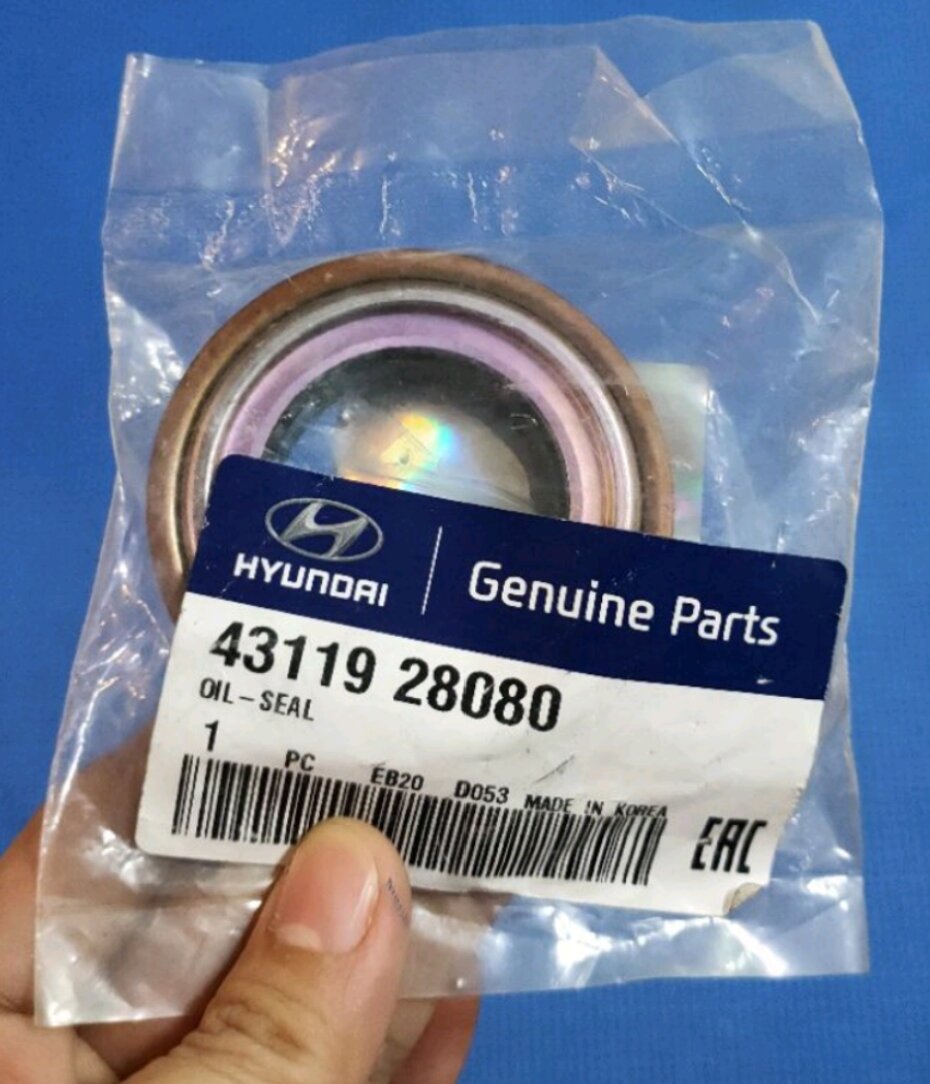 HYUNDAI
Genuine Parts
43119 28080
OIL-SEAL
1 PC EB20 D053 MADE IN KOREA
EAC